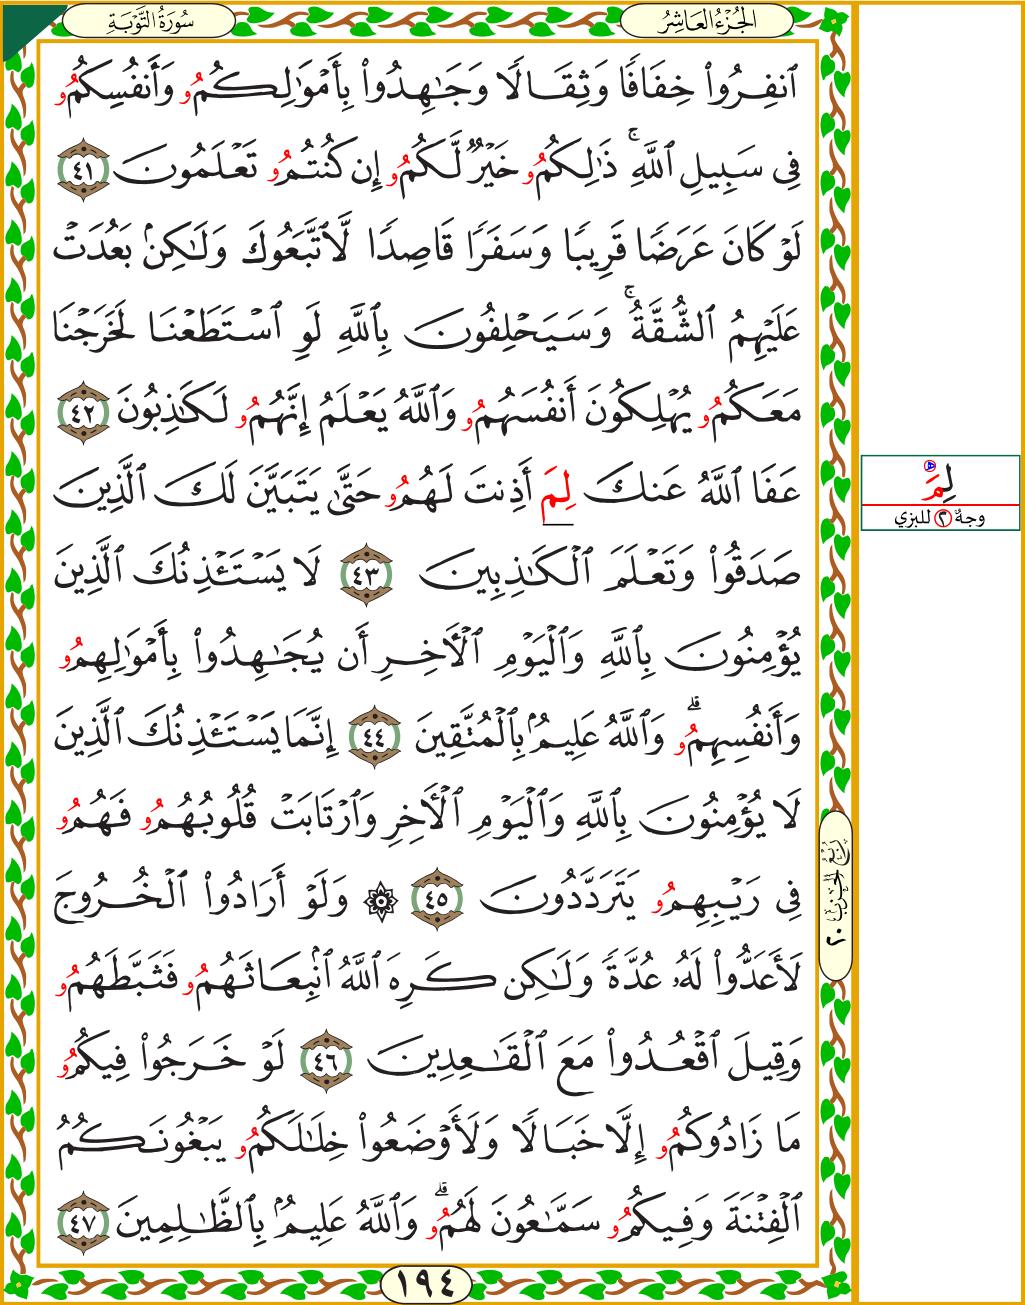 سُورَةُ التَّوْبَةِ
الجُزْءُ العَاشِرُ
ٱنفِرُوا۟ خِفَافًا وَثِقَالًا وَجَٰهِدُوا۟ بِأَمْوَٰلِكُمُۥ وَأَنفُسِكُمُۥ
فِى سَبِيلِ ٱللَّهِۚ ذَٰلِكُمُۥ خَيْرٌ لَّكُمُۥ إِن كُنتُمُۥ تَعْلَمُونَ ٤١
لَوْ كَانَ عَرَضًا قَرِيبًا وَسَفَرًا قَاصِدًا لَّٱتَّبَعُوكَ وَلَٰكِنۢ بَعُدَتْ
عَلَيْهِمُ ٱلشُّقَّةُۚ وَسَيَحْلِفُونَ بِٱللَّهِ لَوِ ٱسْتَطَعْنَا لَخَرَجْنَا
مَعَكُمُۥ يُهْلِكُونَ أَنفُسَهُمُۥ وَٱللَّهُ يَعْلَمُ إِنَّهُمُۥ لَكَٰذِبُونَ ٤٢
عَفَا ٱللَّهُ عَنكَ لِمَ أَذِنتَ لَهُمُۥ حَتَّىٰ يَتَبَيَّنَ لَكَ ٱلَّذِينَ
صَدَقُوا۟ وَتَعْلَمَ ٱلْكَٰذِبِينَ ٤٣ لَا يَسْتَـْٔذِنُكَ ٱلَّذِينَ
يُؤْمِنُونَ بِٱللَّهِ وَٱلْيَوْمِ ٱلْـَٔاخِرِ أَن يُجَٰهِدُوا۟ بِأَمْوَٰلِهِمُۥ
وَأَنفُسِهِمُۥۗ وَٱللَّهُ عَلِيمٌۢ بِٱلْمُتَّقِينَ ٤٤ إِنَّمَا يَسْتَـْٔذِنُكَ ٱلَّذِينَ
لَا يُؤْمِنُونَ بِٱللَّهِ وَٱلْيَوْمِ ٱلْـَٔاخِرِ وَٱرْتَابَتْ قُلُوبُهُمُۥ فَهُمُۥ
فِى رَيْبِهِمُۥ يَتَرَدَّدُونَ ٤٥ ۞ وَلَوْ أَرَادُوا۟ ٱلْخُرُوجَ
لَأَعَدُّوا۟ لَهُۥ عُدَّةً وَلَٰكِن كَرِهَ ٱللَّهُ ٱنۢبِعَاثَهُمُۥ فَثَبَّطَهُمُۥ
وَقِيلَ ٱقْعُدُوا۟ مَعَ ٱلْقَٰعِدِينَ ٤٦ لَوْ خَرَجُوا۟ فِيكُمُۥ
مَا زَادُوكُمُۥ إِلَّا خَبَالًا وَلَأَوْضَعُوا۟ خِلَٰلَكُمُۥ يَبْغُونَكُمُ
ٱلْفِتْنَةَ وَفِيكُمُۥ سَمَّٰعُونَ لَهُمُۥۗ وَٱللَّهُ عَلِيمٌۢ بِٱلظَّٰلِمِينَ ٤٧
لِمَهْ
وجهٌ ٢ للبزي
رُبُعُ الحِزْبِ ٢٠
١٩٤